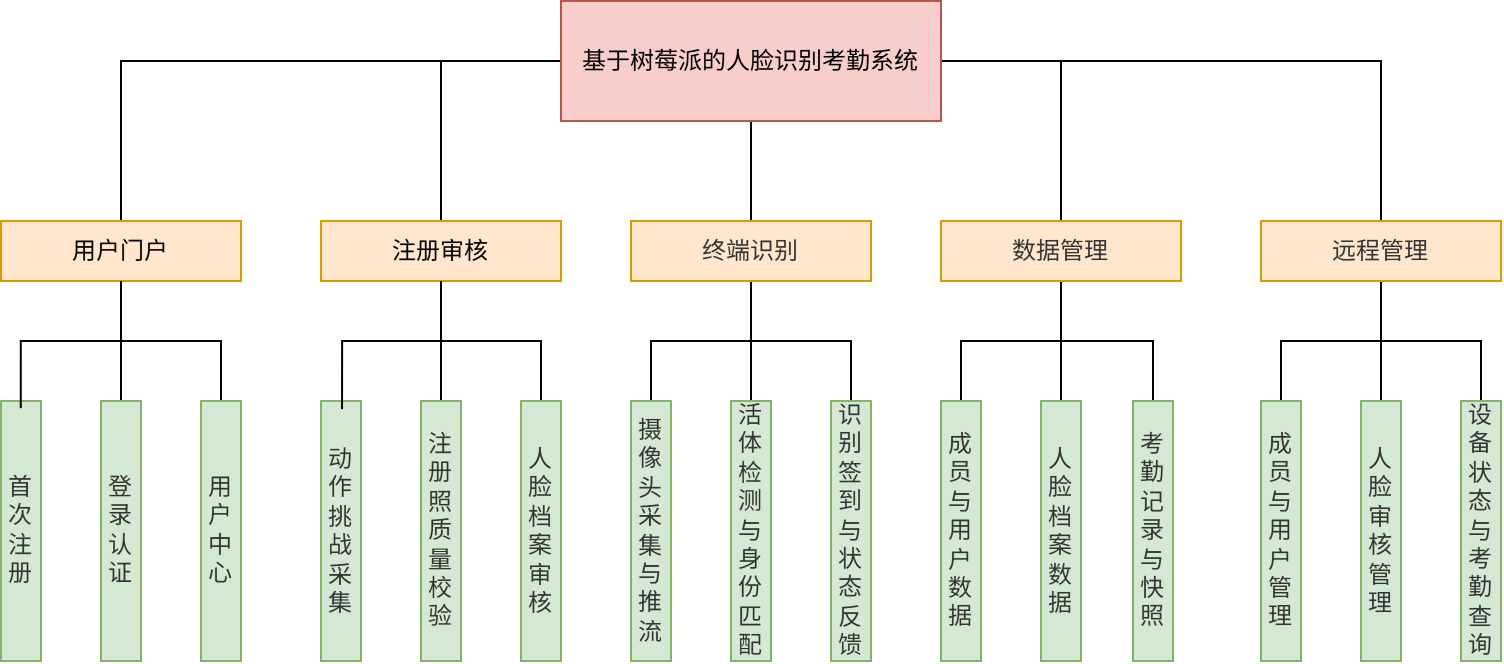 基于树莓派的人脸识别考勤系统
用户门户
注册审核
终端识别
数据管理
远程管理
首次注册
登录认证
用户中心
动作挑战采集
注册照质量校验
人脸档案审核
摄像头采集与推流
活体检测与身份匹配
识别签到与状态反馈
成员与用户数据
人脸档案数据
考勤记录与快照
成员与用户管理
人脸审核管理
设备状态与考勤查询